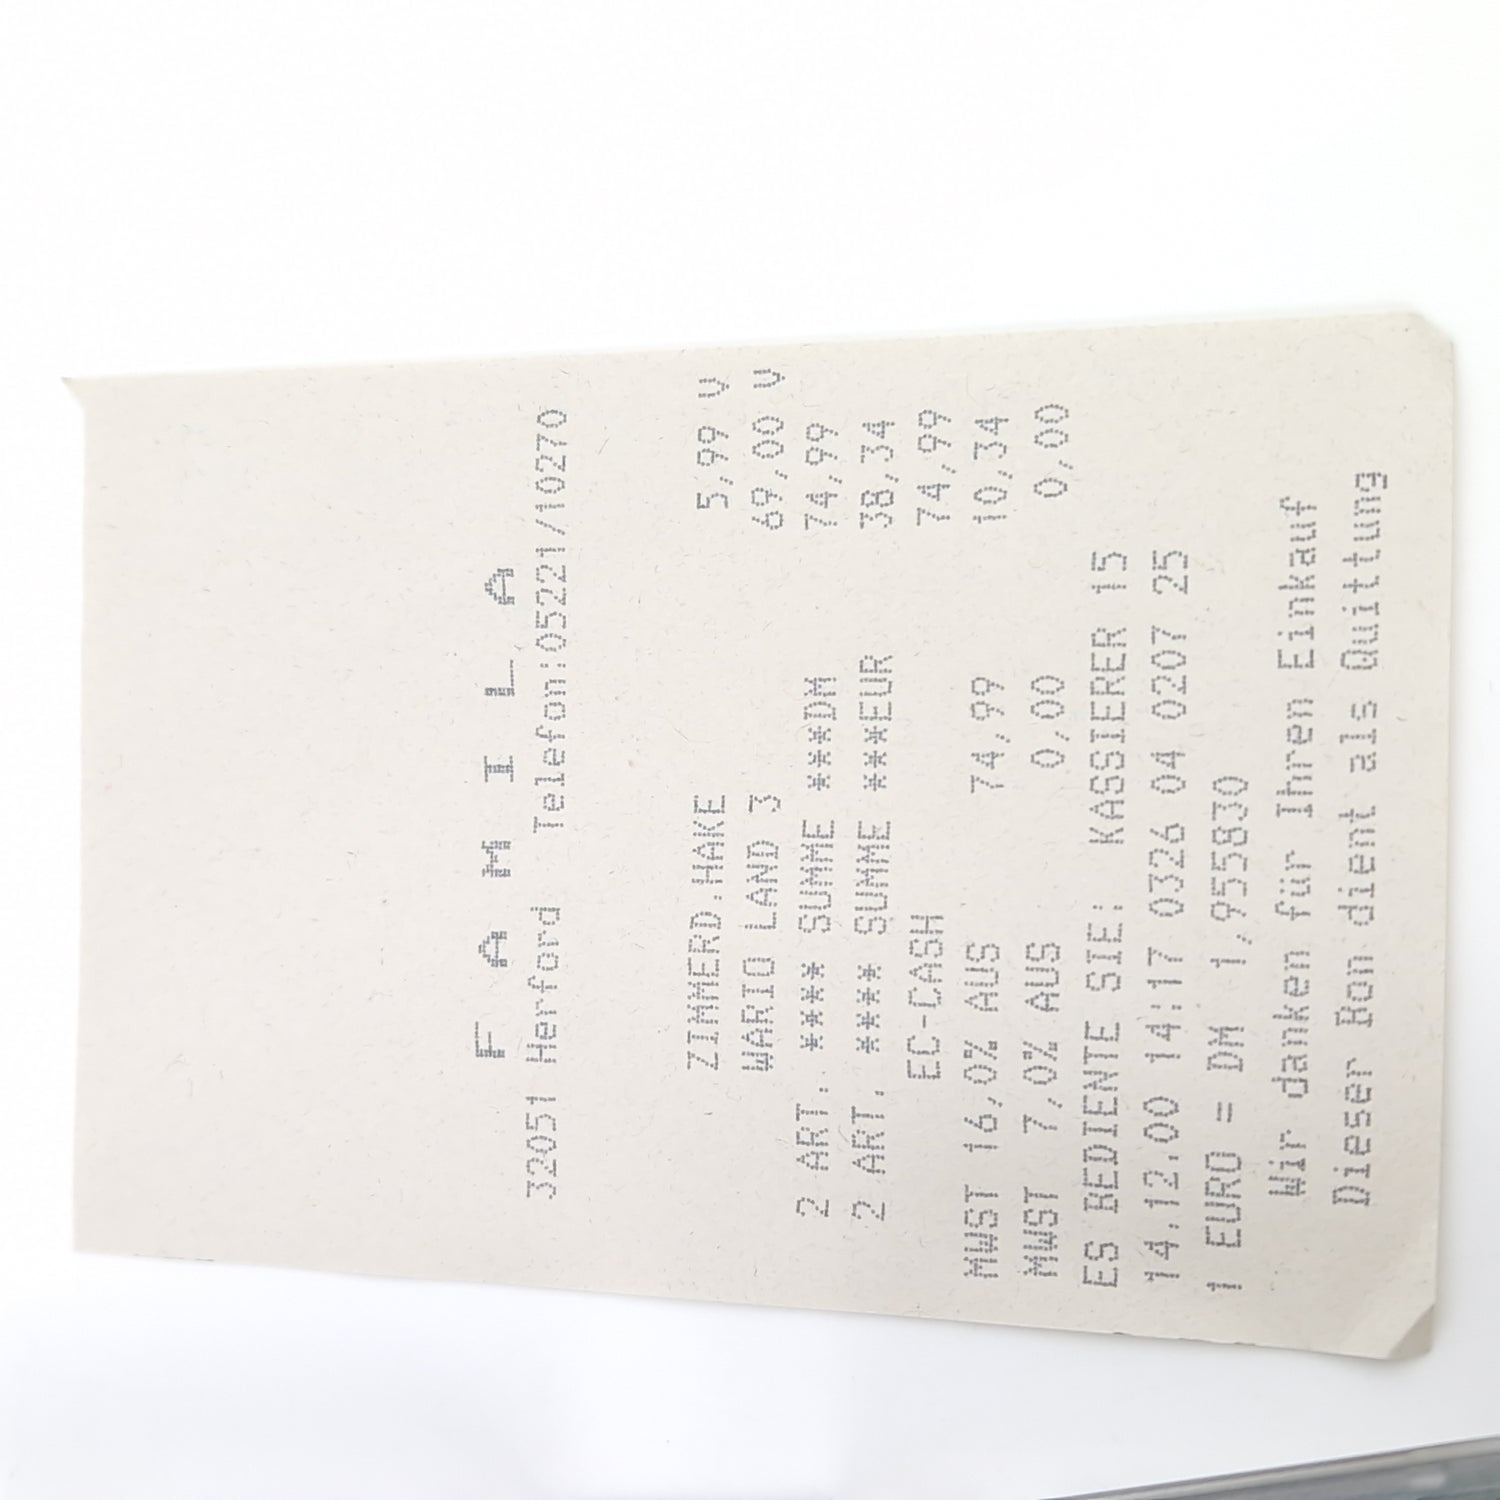 F A M I L A
32051 Herford Telefon:05221/10270
ZIMMERD.HAKE 5,99 V
WARIO LAND 3 69,00 V
2 ART. **** SUMME ***DM 74,99
2 ART. **** SUMME ***EUR 38,34
EC-CASH 74,99
MWST 16,0% AUS 74,99 10,34
MWST 7,0% AUS 0,00 0,00
ES BEDIENTE SIE: KASSIERER 15
14.12.00 14:17 0326 04 0207 25
1 EURO = DM 1,955830
Wir danken für Ihren Einkauf
Dieser Bon dient als Quittung